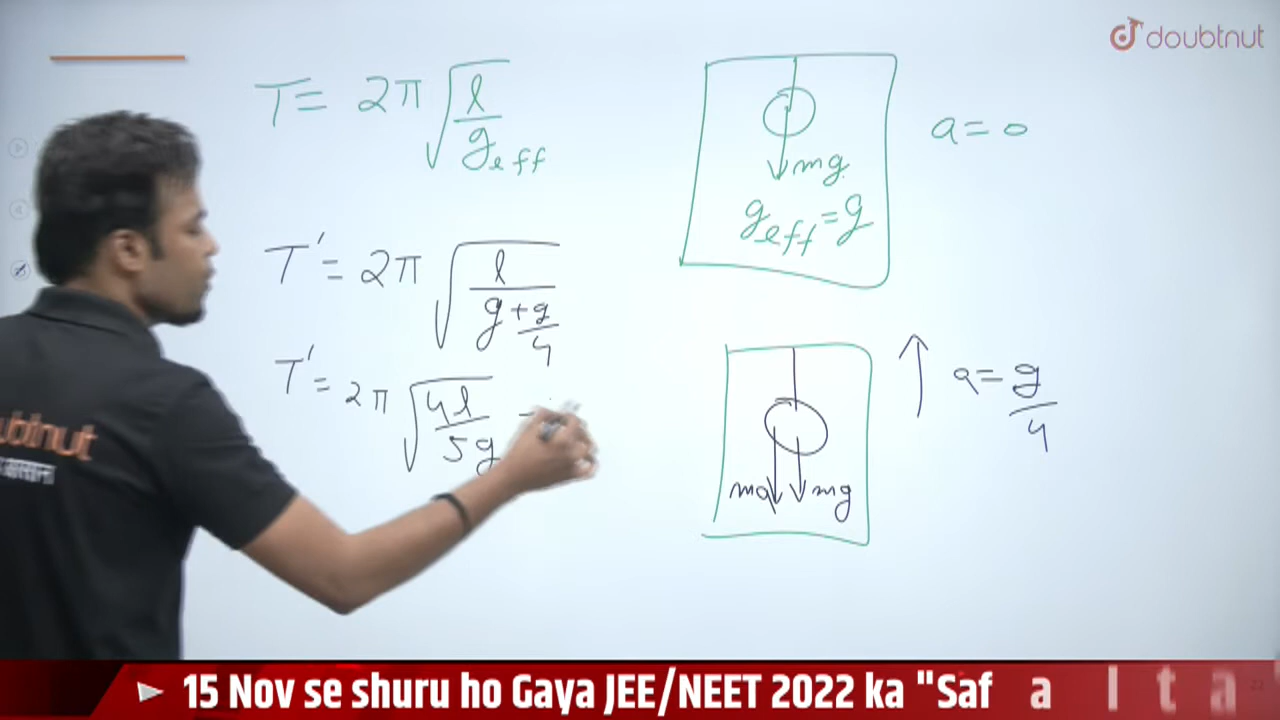 doubtnut
T = 2π √(l/g_eff)
T' = 2π √(l/(g + g/4))
T' = 2π √(4l/5g)
a = 0
mg
g_eff = g
a = g/4
ma mg
15 Nov se shuru ho Gaya JEE/NEET 2022 ka "Saf a l t a